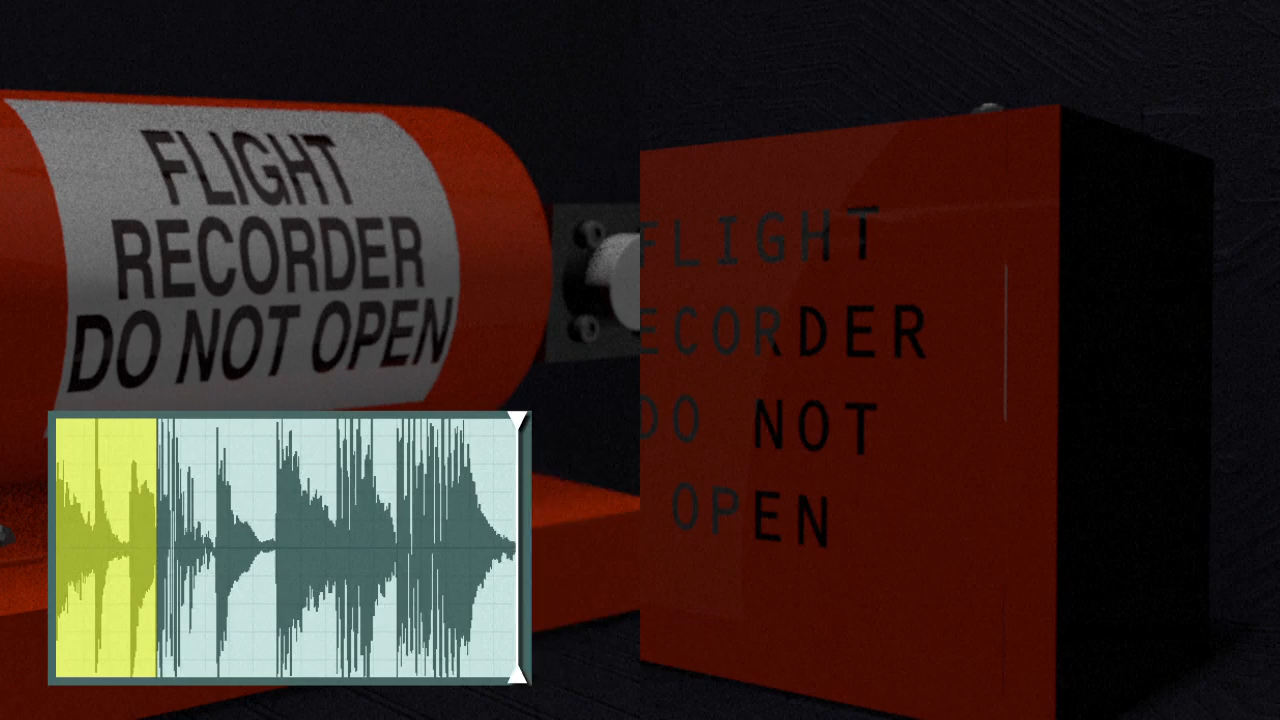 FLIGHT
RECORDER
DO NOT OPEN
FLIGHT
ECORDER
DO NOT
OPEN